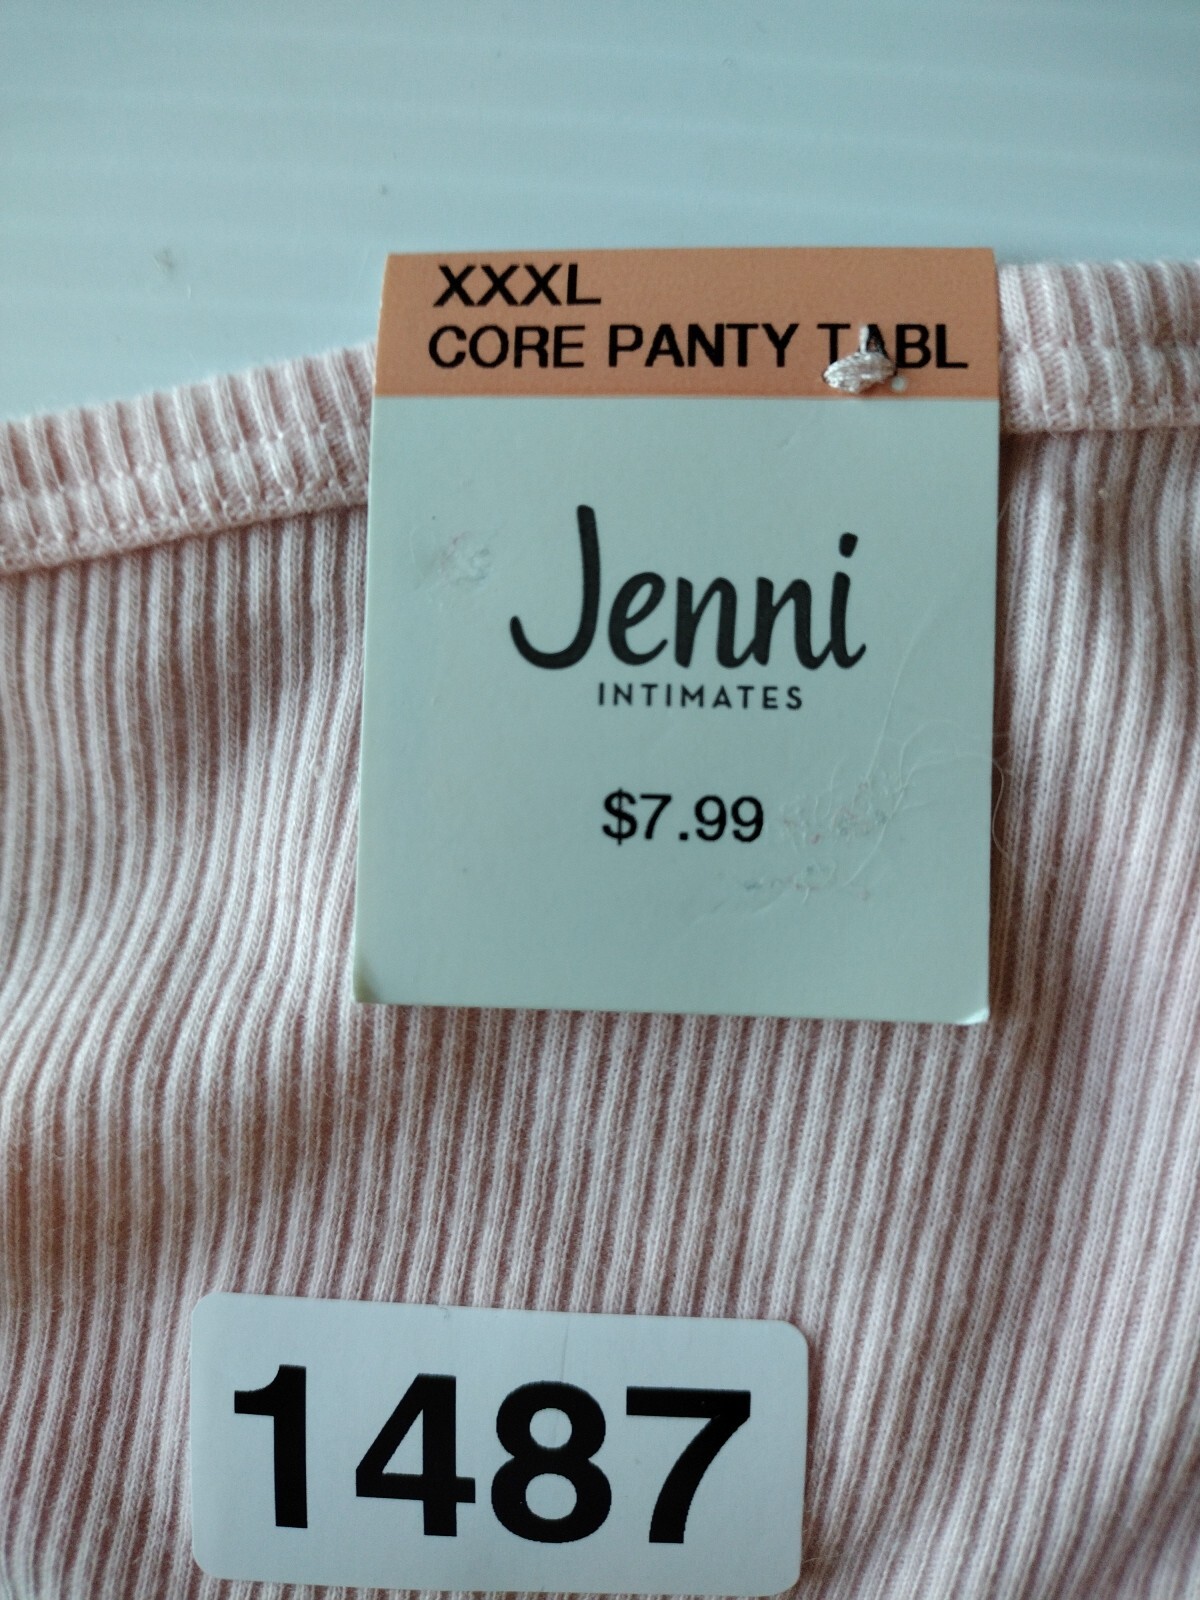 XXXL
CORE PANTY TABL
Jenni
INTIMATES
$7.99
1487